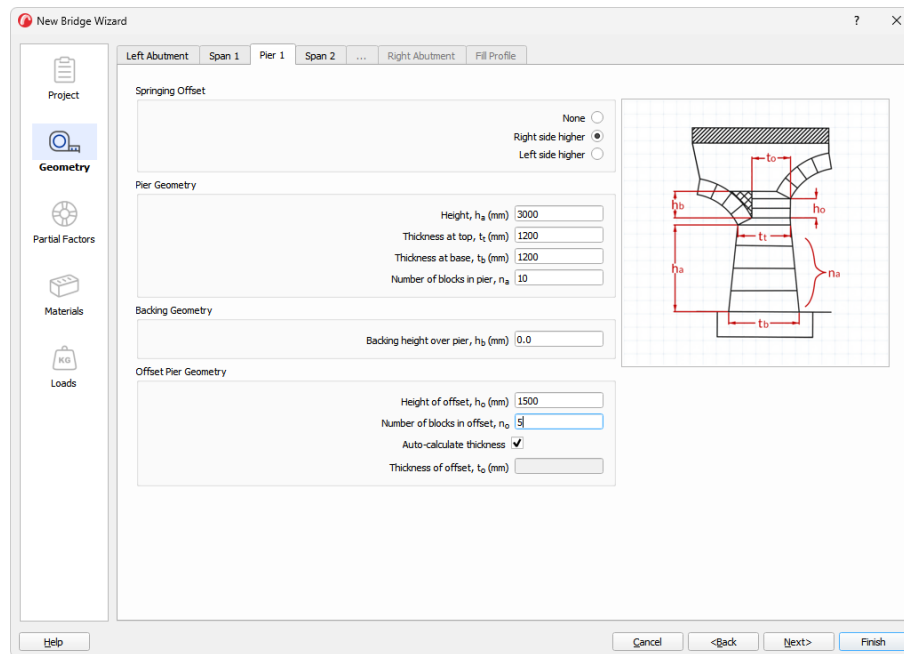 New Bridge Wizard
? ×
Left Abutment Span 1 Pier 1 Span 2 ... Right Abutment Fill Profile
Project
Geometry
Partial Factors
Materials
KG
Loads
Springing Offset
None
Right side higher
Left side higher
Pier Geometry
Height, hₐ (mm) 3000
Thickness at top, tₜ (mm) 1200
Thickness at base, t_b (mm) 1200
Number of blocks in pier, nₐ 10
Backing Geometry
Backing height over pier, h_b (mm) 0.0
Offset Pier Geometry
Height of offset, hₒ (mm) 1500
Number of blocks in offset, nₒ 5
Auto-calculate thickness
Thickness of offset, tₒ (mm)
tₒ
h_b
hₒ
tₜ
hₐ
nₐ
t_b
Help
Cancel <Back Next> Finish